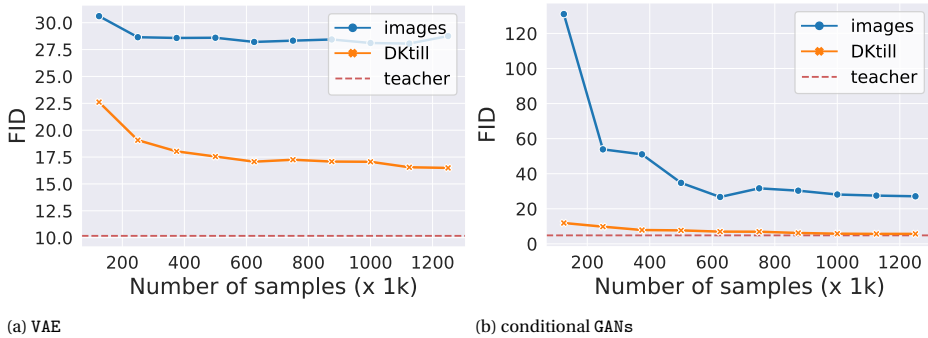 30.0
27.5
25.0
22.5
20.0
17.5
15.0
12.5
10.0
FID
images
DKtill
teacher
200 400 600 800 1000 1200
Number of samples (x 1k)
(a) VAE
120
100
80
60
40
20
0
FID
images
DKtill
teacher
200 400 600 800 1000 1200
Number of samples (x 1k)
(b) conditional GANs